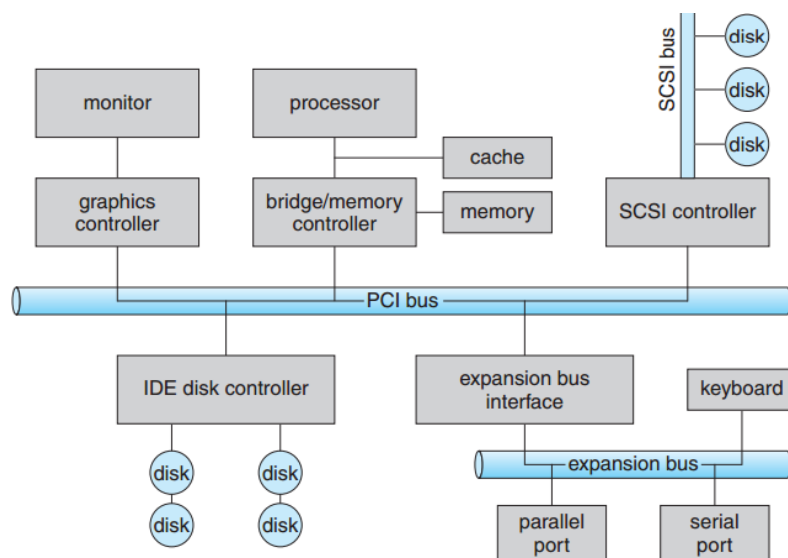 SCSI bus
disk
disk
disk
monitor
processor
cache
graphics
controller
bridge/memory
controller
memory
SCSI controller
PCI bus
IDE disk controller
expansion bus
interface
keyboard
disk
disk
disk
disk
expansion bus
parallel
port
serial
port